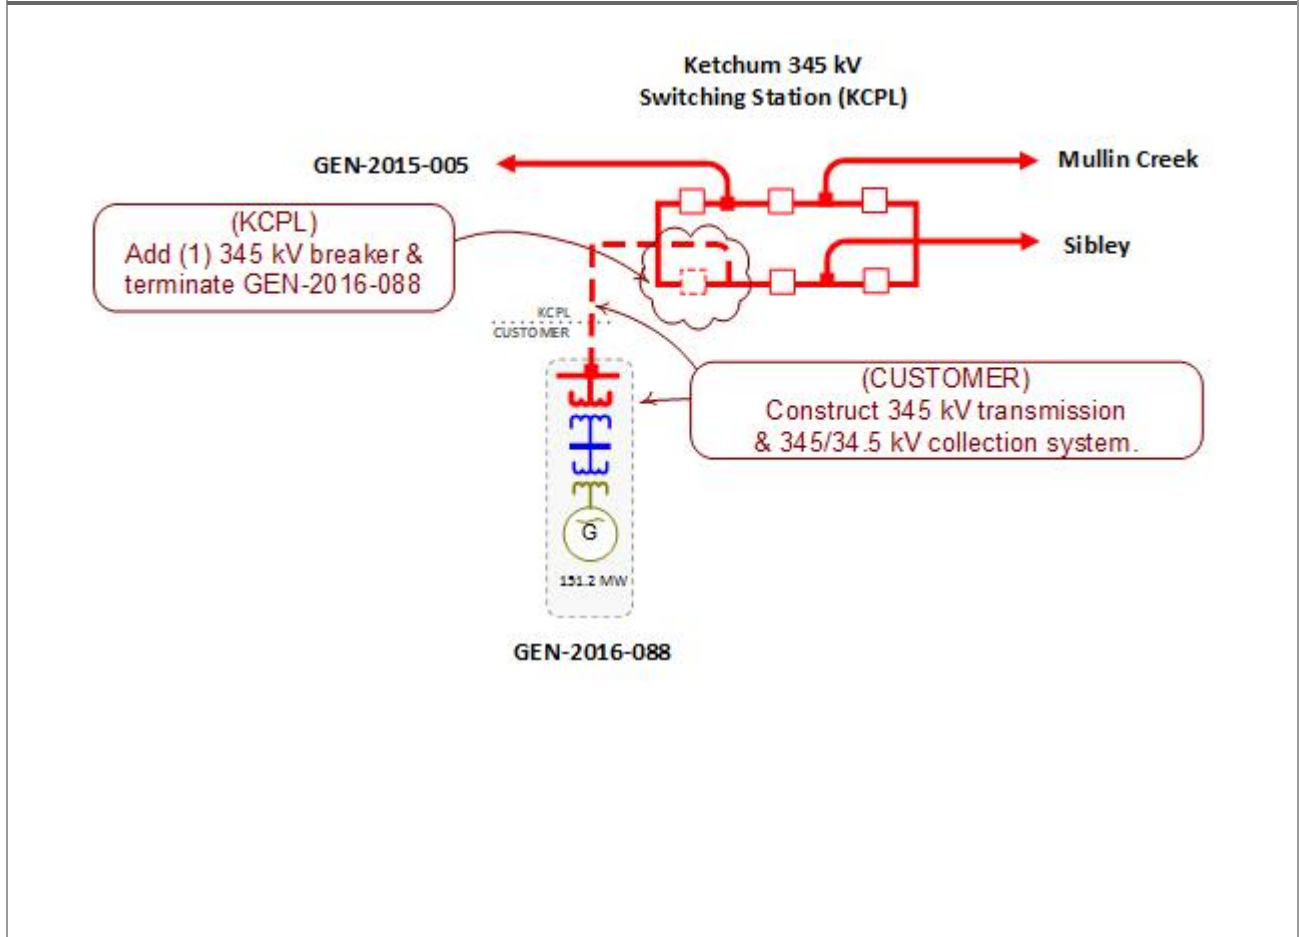 Ketchum 345 kV
Switching Station (KCPL)
GEN-2015-005
Mullin Creek
(KCPL)
Add (1) 345 kV breaker &
terminate GEN-2016-088
Sibley
KCPL
CUSTOMER
(CUSTOMER)
Construct 345 kV transmission
& 345/34.5 kV collection system.
G
151.2 MW
GEN-2016-088